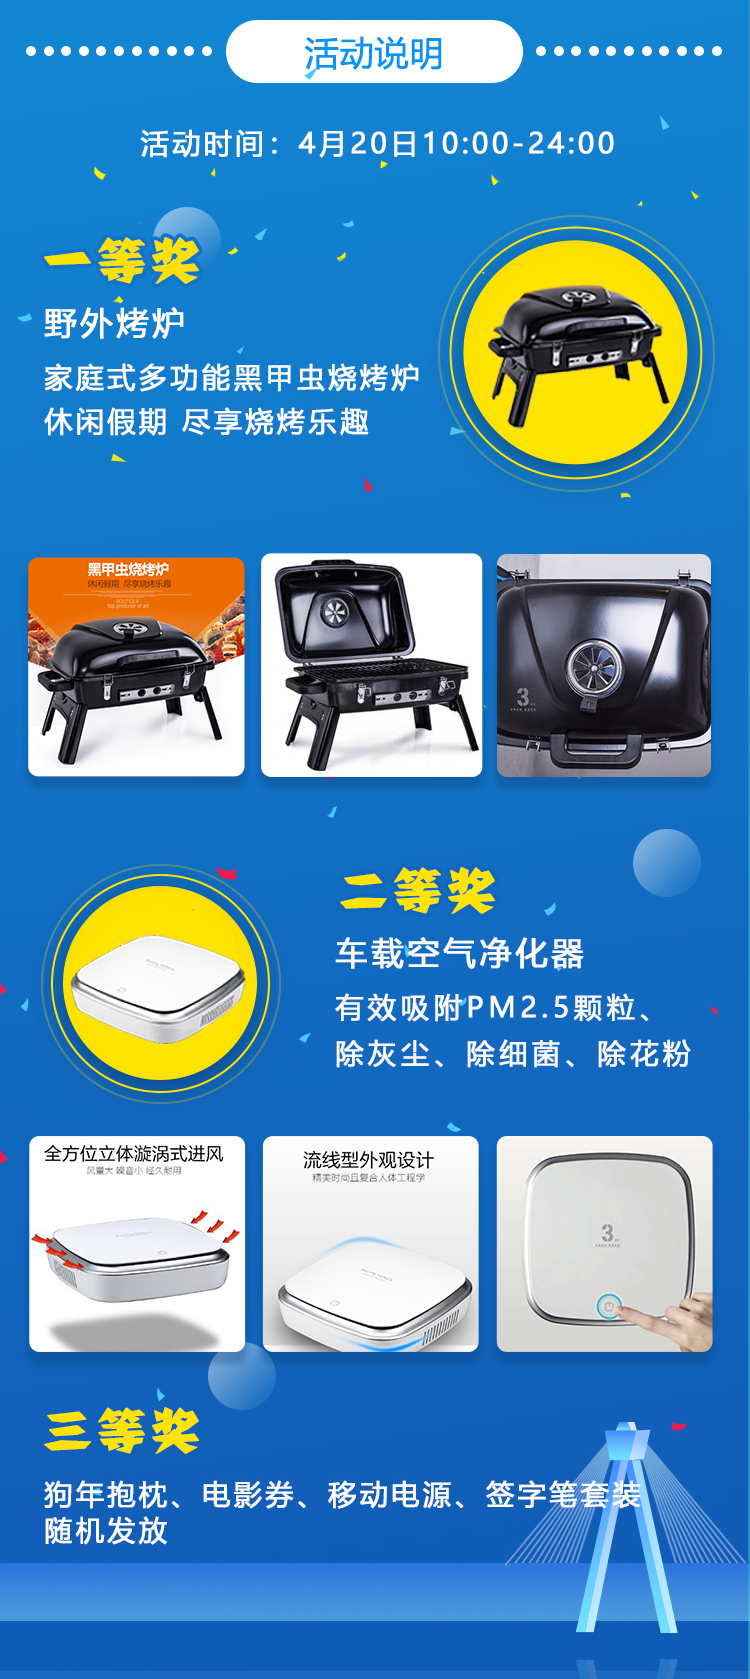 活动说明
活动时间：4月20日10:00-24:00
一等奖
野外烤炉
家庭式多功能黑甲虫烧烤炉
休闲假期 尽享烧烤乐趣
黑甲虫烧烤炉
休闲假期 尽享烧烤乐趣
BOUTIQUE
top producer of art
3
二等奖
车载空气净化器
有效吸附PM2.5颗粒、
除灰尘、除细菌、除花粉
全方位立体漩涡式进风
风量大 噪音小 经久耐用
流线型外观设计
精美时尚且复合人体工程学
3
三等奖
狗年抱枕、电影券、移动电源、签字笔套装
随机发放